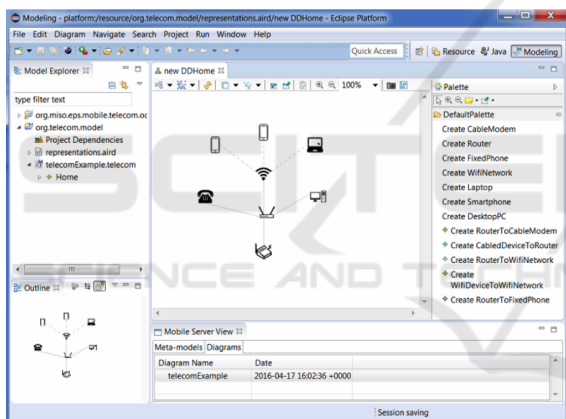 Modeling - platform:/resource/org.telecom.model/representations.aird/new DDHome - Eclipse Platform
File Edit Diagram Navigate Search Project Run Window Help
Quick Access
Resource Java Modeling
Model Explorer
type filter text
org.miso.eps.mobile.telecom.oc
org.telecom.model
Project Dependencies
representations.aird
telecomExample.telecom
Home
new DDHome
100%
Palette
DefaultPalette
Create CableModem
Create Router
Create FixedPhone
Create WifiNetwork
Create Laptop
Create Smartphone
Create DesktopPC
Create RouterToCableModem
Create CabledDeviceToRouter
Create RouterToWifiNetwork
Create
WifiDeviceToWifiNetwork
Create RouterToFixedPhone
Outline
Mobile Server View
Meta-models Diagrams
Diagram Name Date
telecomExample 2016-04-17 16:02:36 +0000
Session saving
SCITE
SCIENCE AND TECHN